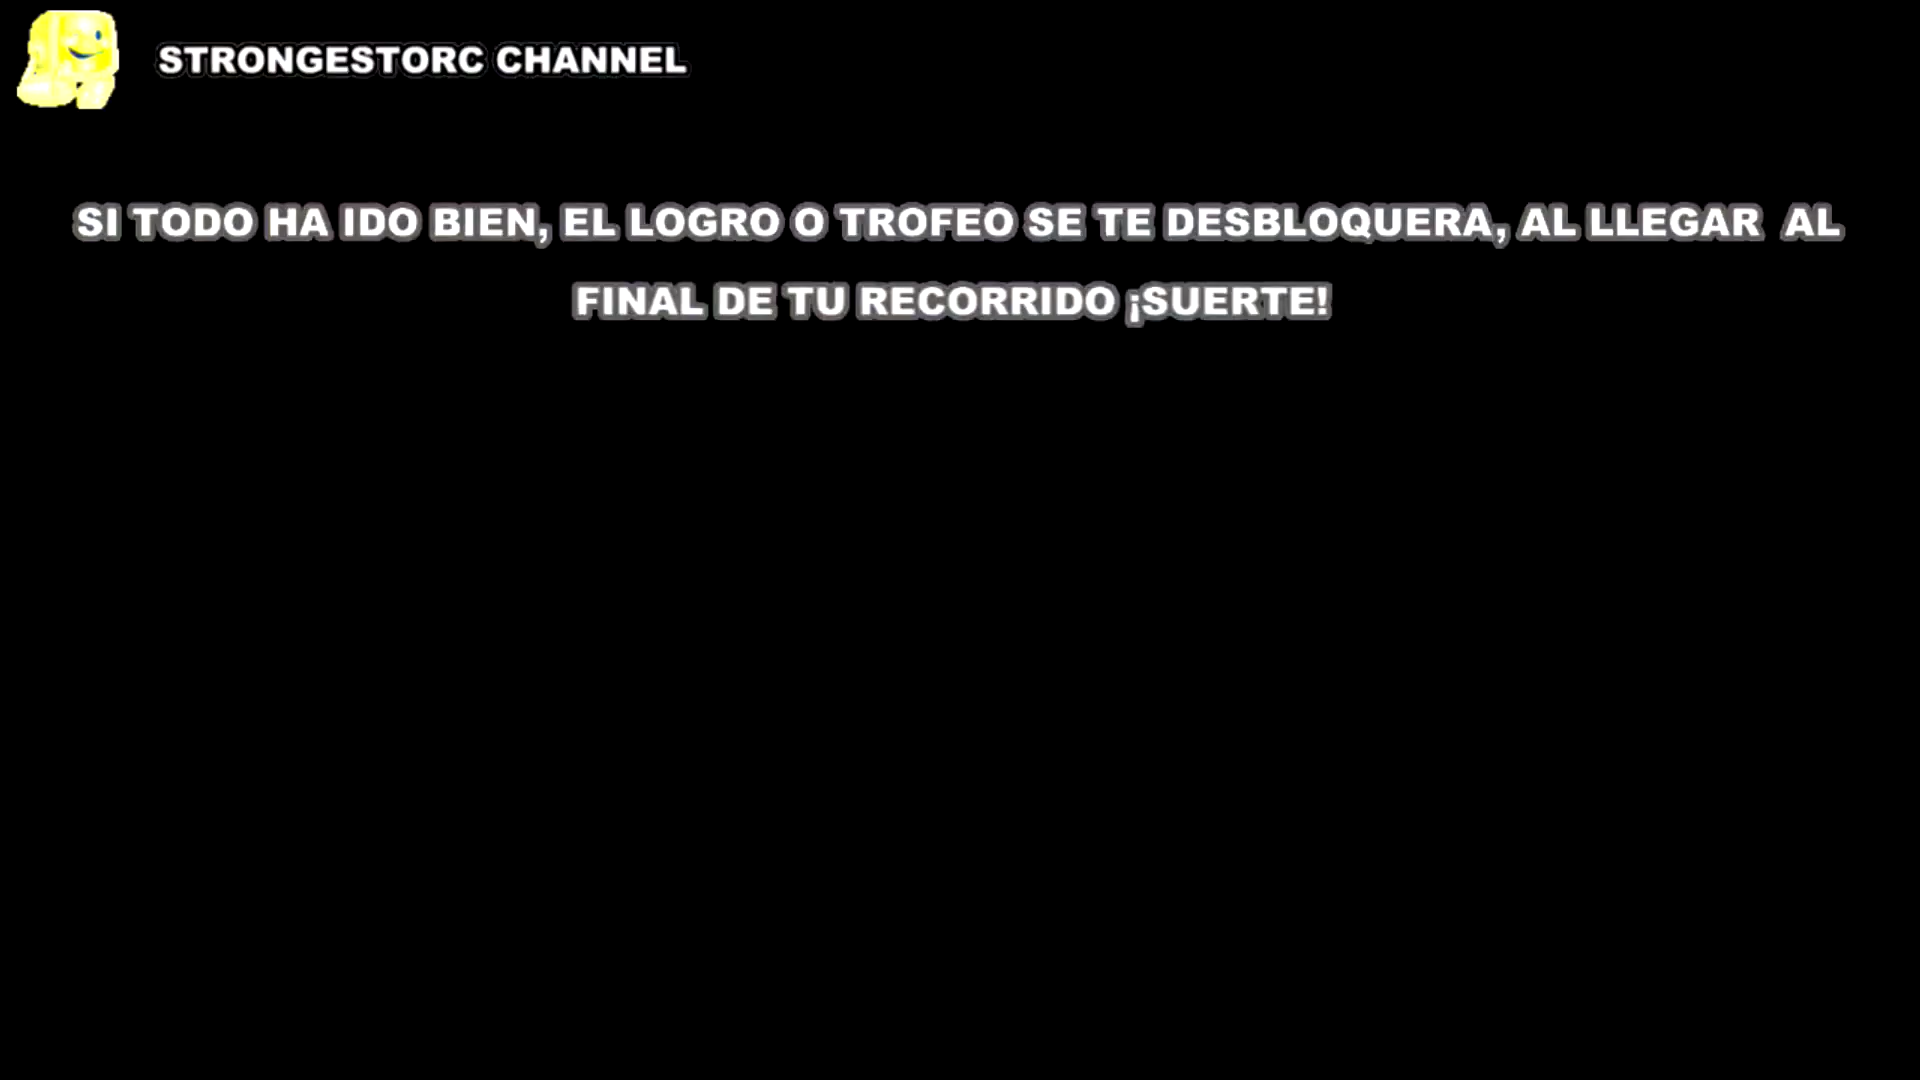 STRONGESTORC CHANNEL
SI TODO HA IDO BIEN, EL LOGRO O TROFEO SE TE DESBLOQUERA, AL LLEGAR AL
FINAL DE TU RECORRIDO ¡SUERTE!